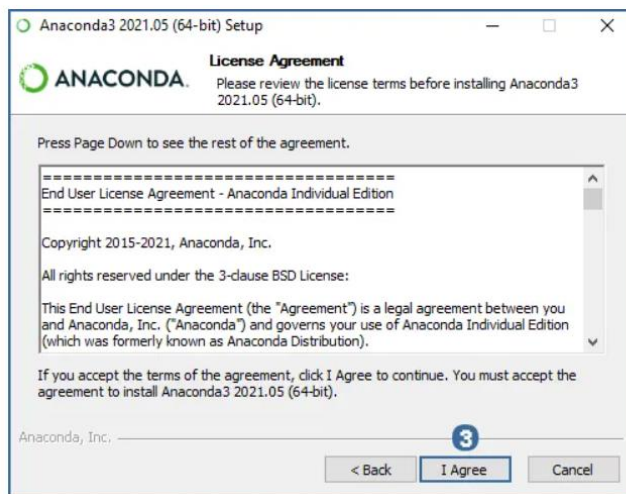 Anaconda3 2021.05 (64-bit) Setup
ANACONDA.
License Agreement
Please review the license terms before installing Anaconda3
2021.05 (64-bit).
Press Page Down to see the rest of the agreement.
===================================
End User License Agreement - Anaconda Individual Edition
===================================
Copyright 2015-2021, Anaconda, Inc.
All rights reserved under the 3-clause BSD License:
This End User License Agreement (the "Agreement") is a legal agreement between you
and Anaconda, Inc. ("Anaconda") and governs your use of Anaconda Individual Edition
(which was formerly known as Anaconda Distribution).
If you accept the terms of the agreement, click I Agree to continue. You must accept the
agreement to install Anaconda3 2021.05 (64-bit).
Anaconda, Inc.
3
< Back
I Agree
Cancel